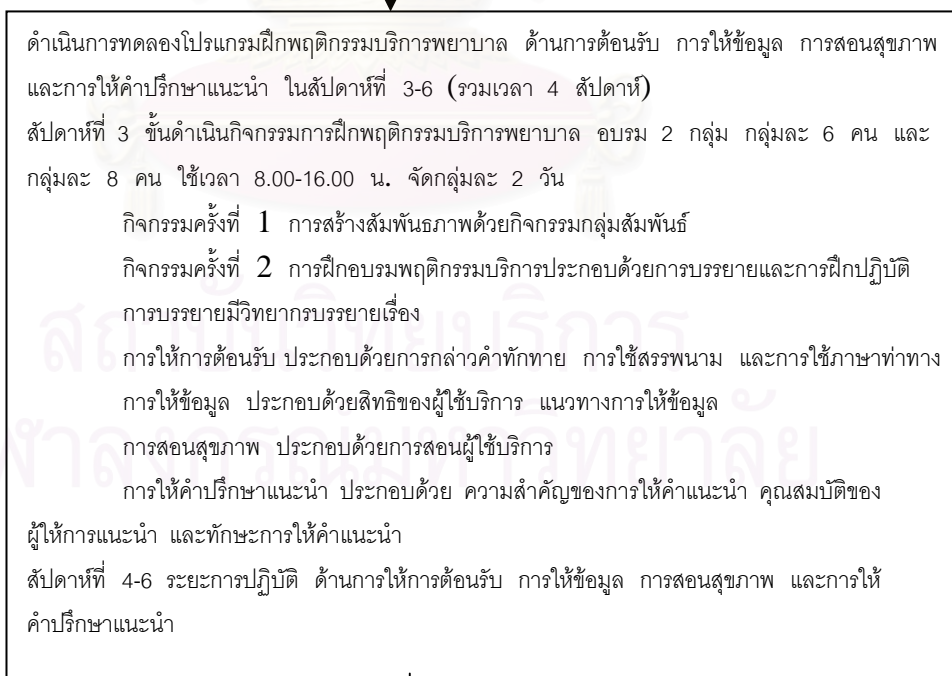 ดำเนินการทดลองโปรแกรมฝึกพฤติกรรมบริการพยาบาล ด้านการต้อนรับ การให้ข้อมูล การสอนสุขภาพ
และการให้คำปรึกษาแนะนำ ในสัปดาห์ที่ 3-6 (รวมเวลา 4 สัปดาห์)
สัปดาห์ที่ 3 ขั้นดำเนินกิจกรรมการฝึกพฤติกรรมบริการพยาบาล อบรม 2 กลุ่ม กลุ่มละ 6 คน และ
กลุ่มละ 8 คน ใช้เวลา 8.00-16.00 น. จัดกลุ่มละ 2 วัน
กิจกรรมครั้งที่ 1 การสร้างสัมพันธภาพด้วยกิจกรรมกลุ่มสัมพันธ์
กิจกรรมครั้งที่ 2 การฝึกอบรมพฤติกรรมบริการประกอบด้วยการบรรยายและการฝึกปฏิบัติ
การบรรยายมีวิทยากรบรรยายเรื่อง
การให้การต้อนรับ ประกอบด้วยการกล่าวคำทักทาย การใช้สรรพนาม และการใช้ภาษาท่าทาง
การให้ข้อมูล ประกอบด้วยสิทธิของผู้ใช้บริการ แนวทางการให้ข้อมูล
การสอนสุขภาพ ประกอบด้วยการสอนผู้ใช้บริการ
การให้คำปรึกษาแนะนำ ประกอบด้วย ความสำคัญของการให้คำแนะนำ คุณสมบัติของ
ผู้ให้การแนะนำ และทักษะการให้คำแนะนำ
สัปดาห์ที่ 4-6 ระยะการปฏิบัติ ด้านการให้การต้อนรับ การให้ข้อมูล การสอนสุขภาพ และการให้
คำปรึกษาแนะนำ
สถาบันวิทยบริการ
จุฬาลงกรณ์มหาวิทยาลัย